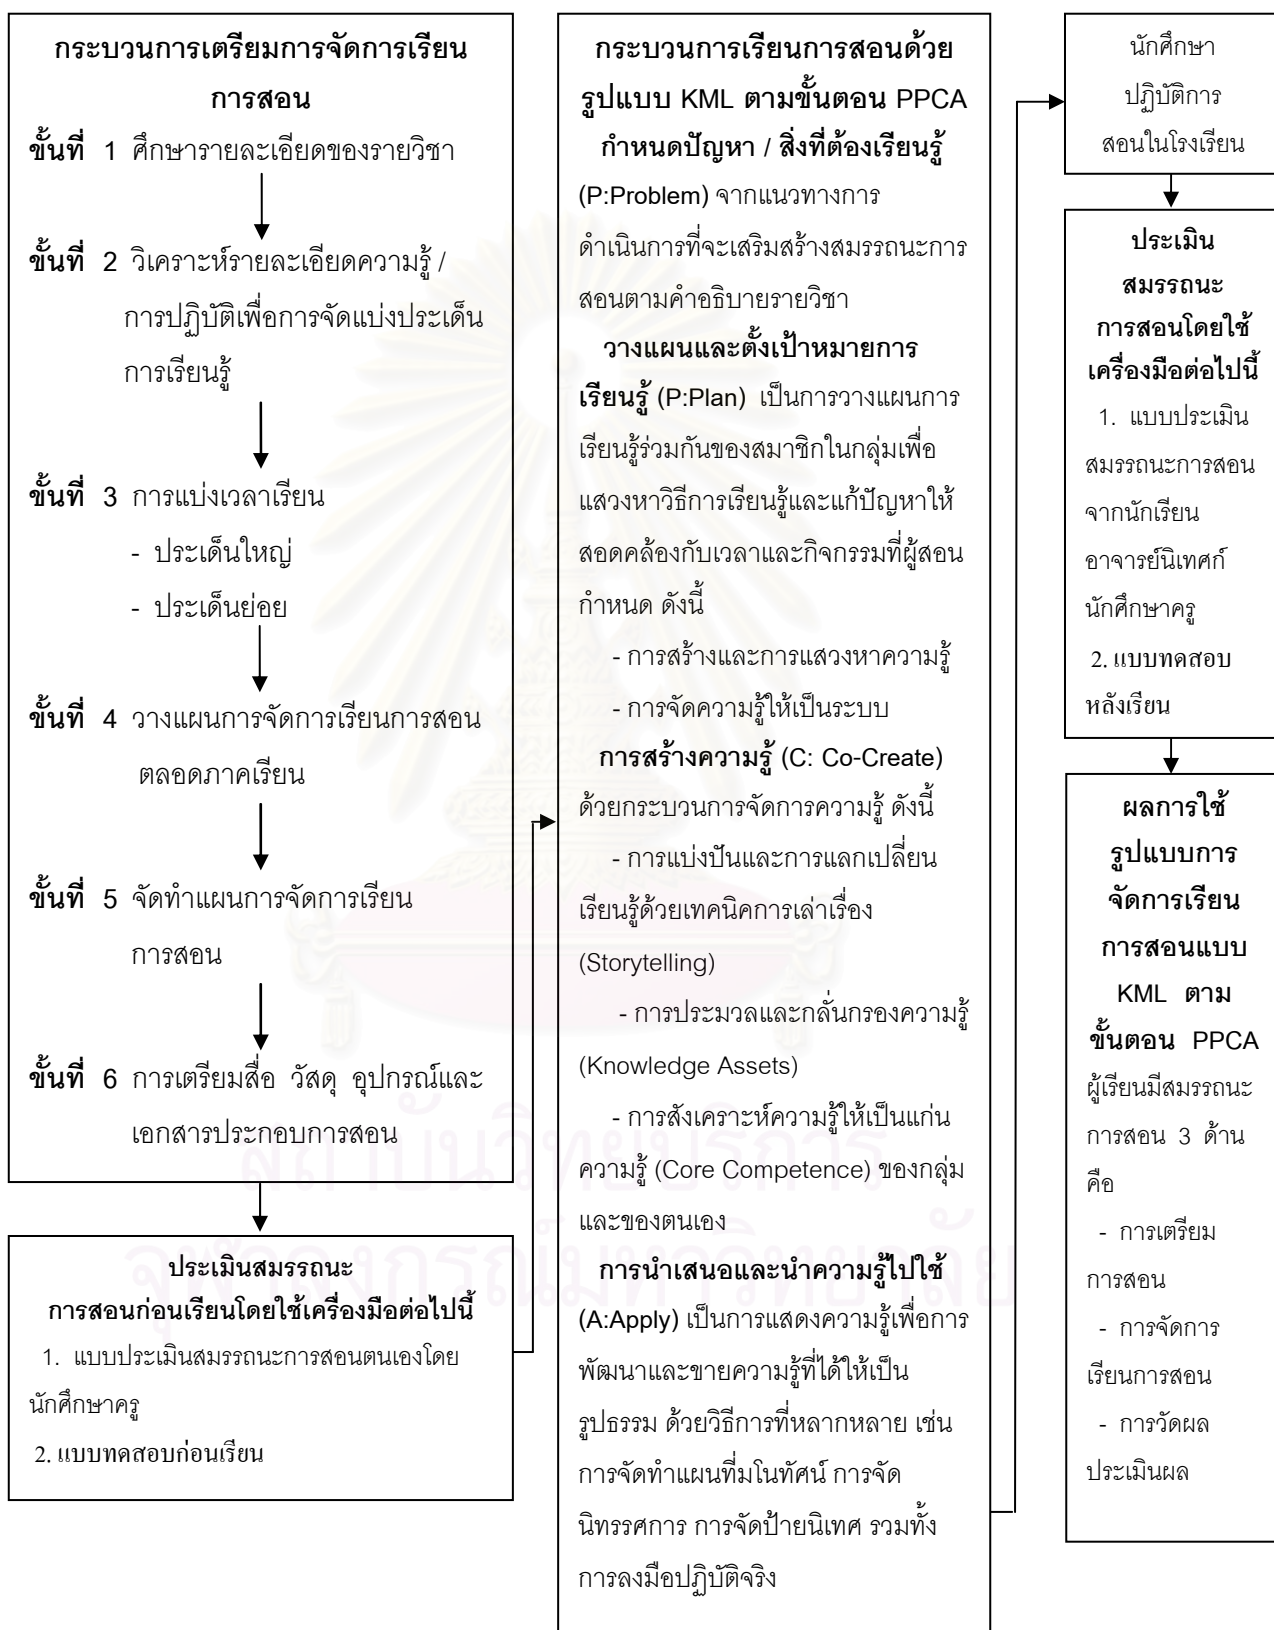 กระบวนการเตรียมการจัดการเรียน
การสอน
ขั้นที่ 1 ศึกษารายละเอียดของรายวิชา
ขั้นที่ 2 วิเคราะห์รายละเอียดความรู้ /
การปฏิบัติเพื่อการจัดแบ่งประเด็น
การเรียนรู้
ขั้นที่ 3 การแบ่งเวลาเรียน
- ประเด็นใหญ่
- ประเด็นย่อย
ขั้นที่ 4 วางแผนการจัดการเรียนการสอน
ตลอดภาคเรียน
ขั้นที่ 5 จัดทำแผนการจัดการเรียน
การสอน
ขั้นที่ 6 การเตรียมสื่อ วัสดุ อุปกรณ์และ
เอกสารประกอบการสอน
ประเมินสมรรถนะ
การสอนก่อนเรียนโดยใช้เครื่องมือต่อไปนี้
1. แบบประเมินสมรรถนะการสอนตนเองโดย
นักศึกษาครู
2. แบบทดสอบก่อนเรียน
กระบวนการเรียนการสอนด้วย
รูปแบบ KML ตามขั้นตอน PPCA
กำหนดปัญหา / สิ่งที่ต้องเรียนรู้
(P:Problem) จากแนวทางการ
ดำเนินการที่จะเสริมสร้างสมรรถนะการ
สอนตามคำอธิบายรายวิชา
วางแผนและตั้งเป้าหมายการ
เรียนรู้ (P:Plan) เป็นการวางแผนการ
เรียนรู้ร่วมกันของสมาชิกในกลุ่มเพื่อ
แสวงหาวิธีการเรียนรู้และแก้ปัญหาให้
สอดคล้องกับเวลาและกิจกรรมที่ผู้สอน
กำหนด ดังนี้
- การสร้างและการแสวงหาความรู้
- การจัดความรู้ให้เป็นระบบ
การสร้างความรู้ (C: Co-Create)
ด้วยกระบวนการจัดการความรู้ ดังนี้
- การแบ่งปันและการแลกเปลี่ยน
เรียนรู้ด้วยเทคนิคการเล่าเรื่อง
(Storytelling)
- การประมวลและกลั่นกรองความรู้
(Knowledge Assets)
- การสังเคราะห์ความรู้ให้เป็นแก่น
ความรู้ (Core Competence) ของกลุ่ม
และของตนเอง
การนำเสนอและนำความรู้ไปใช้
(A:Apply) เป็นการแสดงความรู้เพื่อการ
พัฒนาและขายความรู้ที่ได้ให้เป็น
รูปธรรม ด้วยวิธีการที่หลากหลาย เช่น
การจัดทำแผนที่มโนทัศน์ การจัด
นิทรรศการ การจัดป้ายนิเทศ รวมทั้ง
การลงมือปฏิบัติจริง
นักศึกษา
ปฏิบัติการ
สอนในโรงเรียน
ประเมิน
สมรรถนะ
การสอนโดยใช้
เครื่องมือต่อไปนี้
1. แบบประเมิน
สมรรถนะการสอน
จากนักเรียน
อาจารย์นิเทศก์
นักศึกษาครู
2. แบบทดสอบ
หลังเรียน
ผลการใช้
รูปแบบการ
จัดการเรียน
การสอนแบบ
KML ตาม
ขั้นตอน PPCA
ผู้เรียนมีสมรรถนะ
การสอน 3 ด้าน
คือ
- การเตรียม
การสอน
- การจัดการ
เรียนการสอน
- การวัดผล
ประเมินผล
สถาบันวิทยบริการ
จุฬาลงกรณ์มหาวิทยาลัย